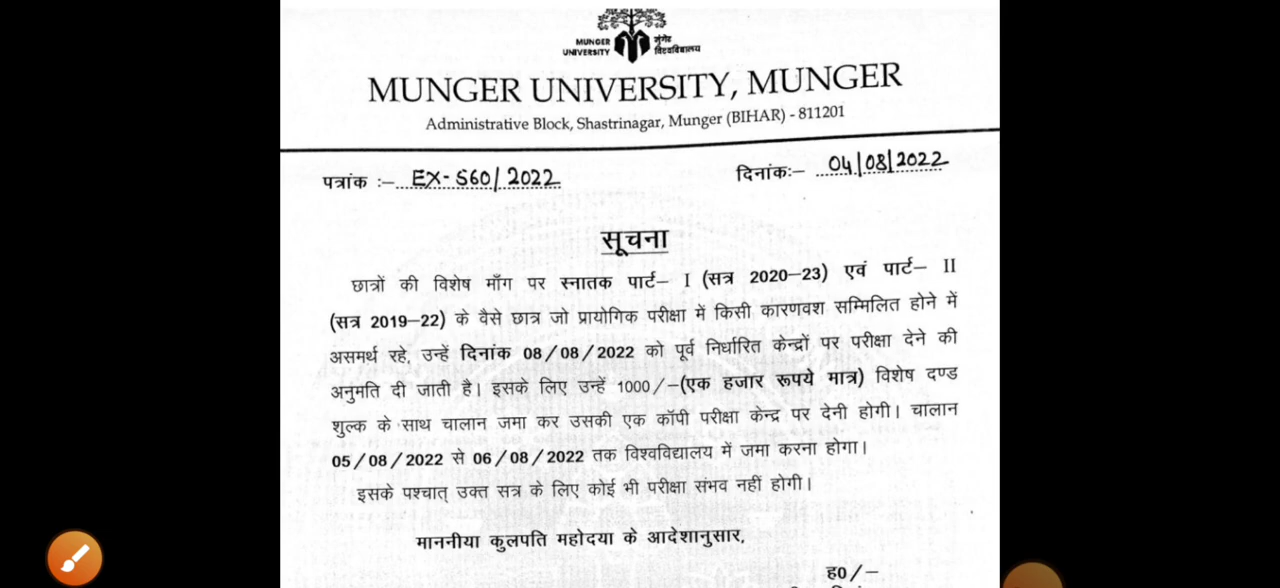 MUNGER
UNIVERSITY
मुंगेर
विश्वविद्यालय
MUNGER UNIVERSITY, MUNGER
Administrative Block, Shastrinagar, Munger (BIHAR) - 811201
पत्रांक :– EX-560/2022
दिनांकः– 04/08/2022
सूचना
छात्रों की विशेष माँग पर स्नातक पार्ट– I (सत्र 2020–23) एवं पार्ट– II
(सत्र 2019–22) के वैसे छात्र जो प्रायोगिक परीक्षा में किसी कारणवश सम्मिलित होने में
असमर्थ रहे, उन्हें दिनांक 08/08/2022 को पूर्व निर्धारित केन्द्रों पर परीक्षा देने की
अनुमति दी जाती है। इसके लिए उन्हें 1000/–(एक हजार रूपये मात्र) विशेष दण्ड
शुल्क के साथ चालान जमा कर उसकी एक कॉपी परीक्षा केन्द्र पर देनी होगी। चालान
05/08/2022 से 06/08/2022 तक विश्वविद्यालय में जमा करना होगा।
इसके पश्चात् उक्त सत्र के लिए कोई भी परीक्षा संभव नहीं होगी।
माननीया कुलपति महोदया के आदेशानुसार,
ह0/–